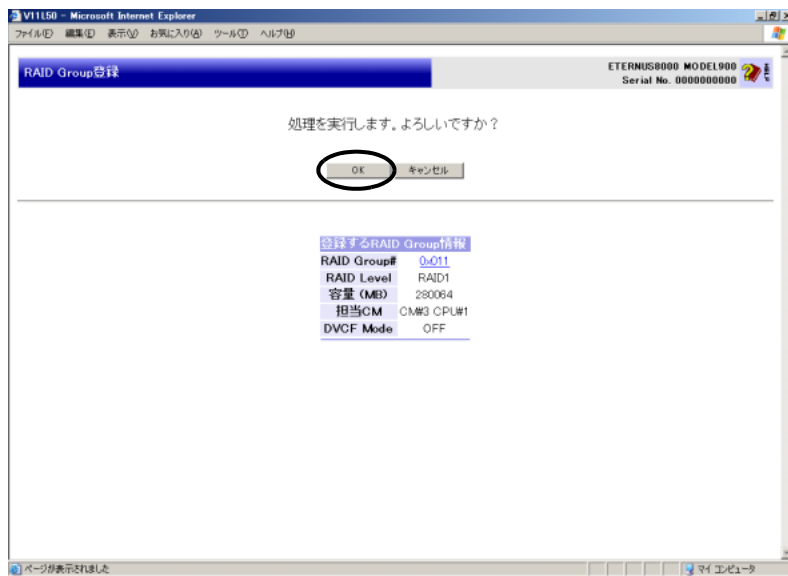 V11L50 - Microsoft Internet Explorer
ファイル(F) 編集(E) 表示(V) お気に入り(A) ツール(T) ヘルプ(H)
RAID Group登録
ETERNUS8000 MODEL900
Serial No. 0000000000
処理を実行します。よろしいですか？
OK キャンセル
登録するRAID Group情報
RAID Group# 0x011
RAID Level RAID1
容量 (MB) 280064
担当CM CM#3 CPU#1
DVCF Mode OFF
ページが表示されました
マイ コンピュータ